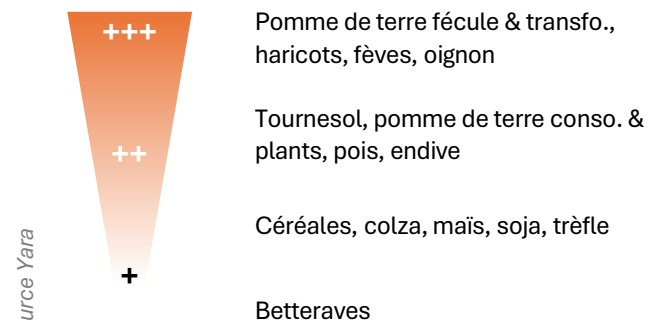 +++
Pomme de terre fécule & transfo.,
haricots, fèves, oignon
Tournesol, pomme de terre conso. &
++
plants, pois, endive
Céréales, colza, maïs, soja, trèfle
+
Betteraves
Yara